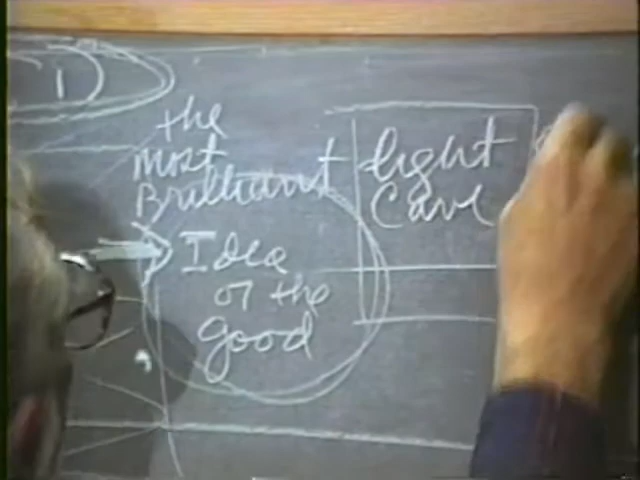 D
the
most
Brilliant
Idea
of the
good
light
Cave